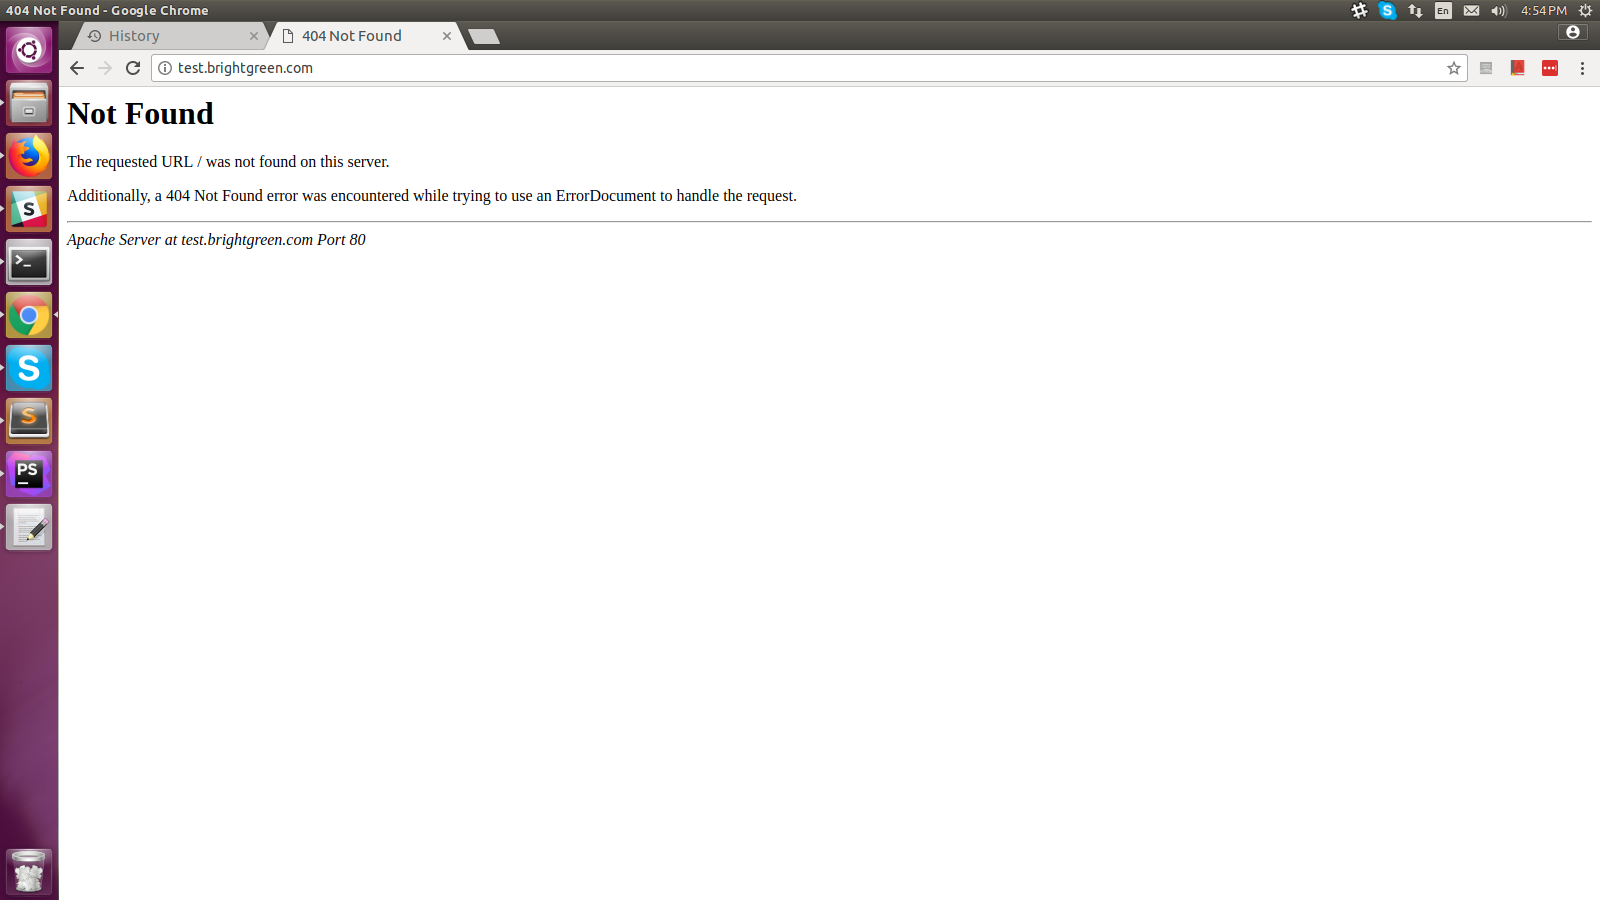 404 Not Found - Google Chrome
En
4:54 PM
History
404 Not Found
test.brightgreen.com
Not Found
The requested URL / was not found on this server.
Additionally, a 404 Not Found error was encountered while trying to use an ErrorDocument to handle the request.
Apache Server at test.brightgreen.com Port 80
S
S
>_
S
S
PS